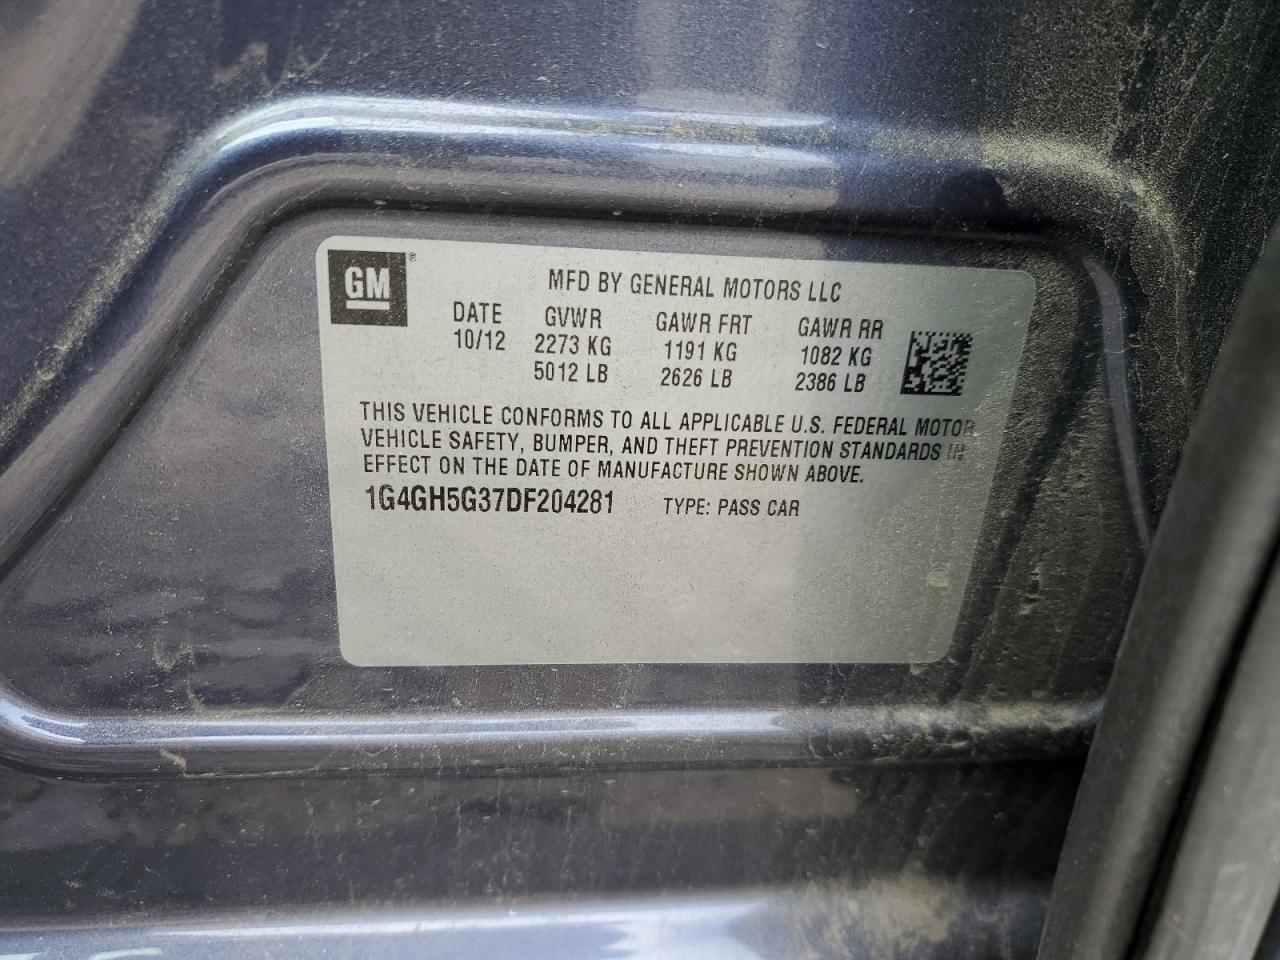 GM®
MFD BY GENERAL MOTORS LLC
DATE GVWR GAWR FRT GAWR RR
10/12 2273 KG 1191 KG 1082 KG
5012 LB 2626 LB 2386 LB
THIS VEHICLE CONFORMS TO ALL APPLICABLE U.S. FEDERAL MOTOR
VEHICLE SAFETY, BUMPER, AND THEFT PREVENTION STANDARDS IN
EFFECT ON THE DATE OF MANUFACTURE SHOWN ABOVE.
1G4GH5G37DF204281 TYPE: PASS CAR